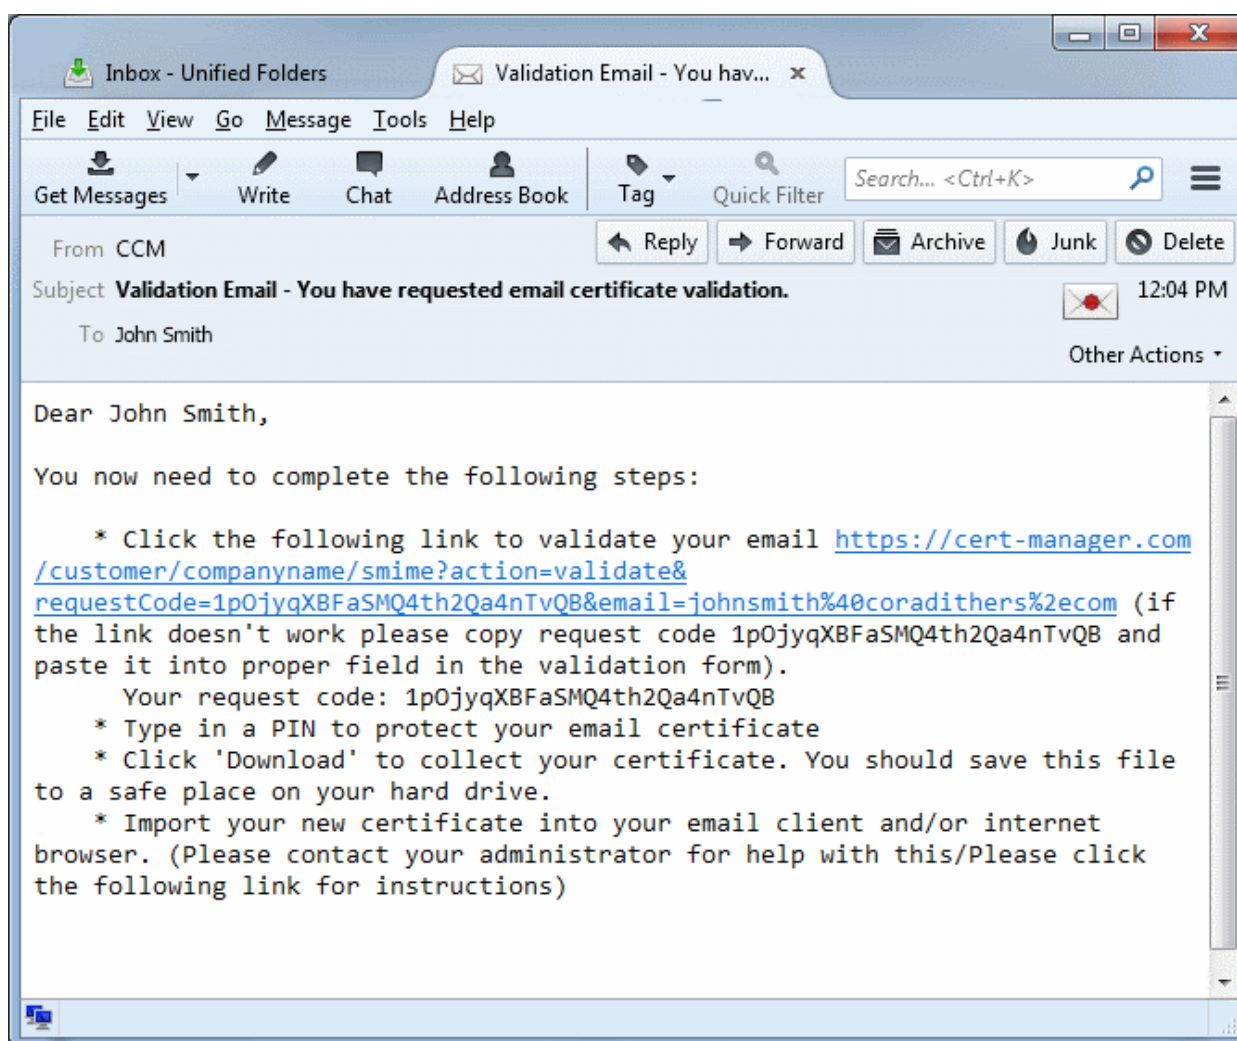 Inbox - Unified Folders
Validation Email - You hav... x
File Edit View Go Message Tools Help
Get Messages Write Chat Address Book Tag Quick Filter Search... <Ctrl+K>
From CCM Reply Forward Archive Junk Delete
Subject Validation Email - You have requested email certificate validation. 12:04 PM
To John Smith
Other Actions
Dear John Smith,
You now need to complete the following steps:
* Click the following link to validate your email https://cert-manager.com
/customer/companyname/smime?action=validate&
requestCode=1pOjyqXBFaSMQ4th2Qa4nTvQB&email=johnsmith%40coradithers%2ecom (if
the link doesn't work please copy request code 1pOjyqXBFaSMQ4th2Qa4nTvQB and
paste it into proper field in the validation form).
Your request code: 1pOjyqXBFaSMQ4th2Qa4nTvQB
* Type in a PIN to protect your email certificate
* Click 'Download' to collect your certificate. You should save this file
to a safe place on your hard drive.
* Import your new certificate into your email client and/or internet
browser. (Please contact your administrator for help with this/Please click
the following link for instructions)